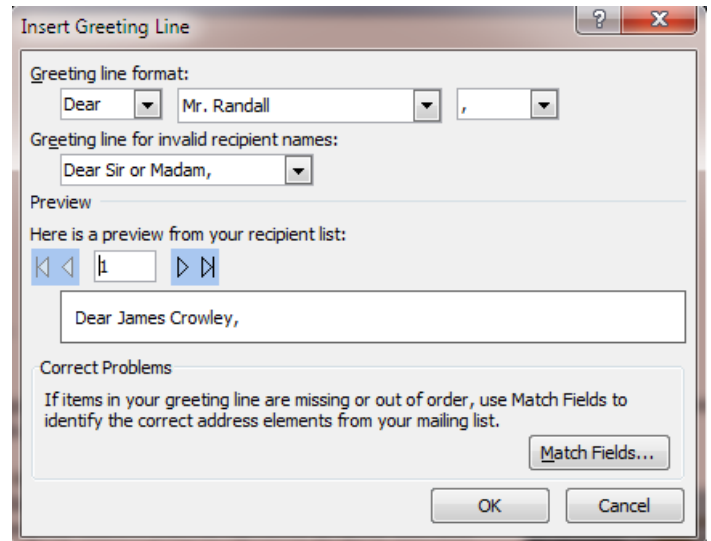 Insert Greeting Line
Greeting line format:
Dear Mr. Randall ,
Greeting line for invalid recipient names:
Dear Sir or Madam,
Preview
Here is a preview from your recipient list:
1
Dear James Crowley,
Correct Problems
If items in your greeting line are missing or out of order, use Match Fields to
identify the correct address elements from your mailing list.
Match Fields...
OK Cancel